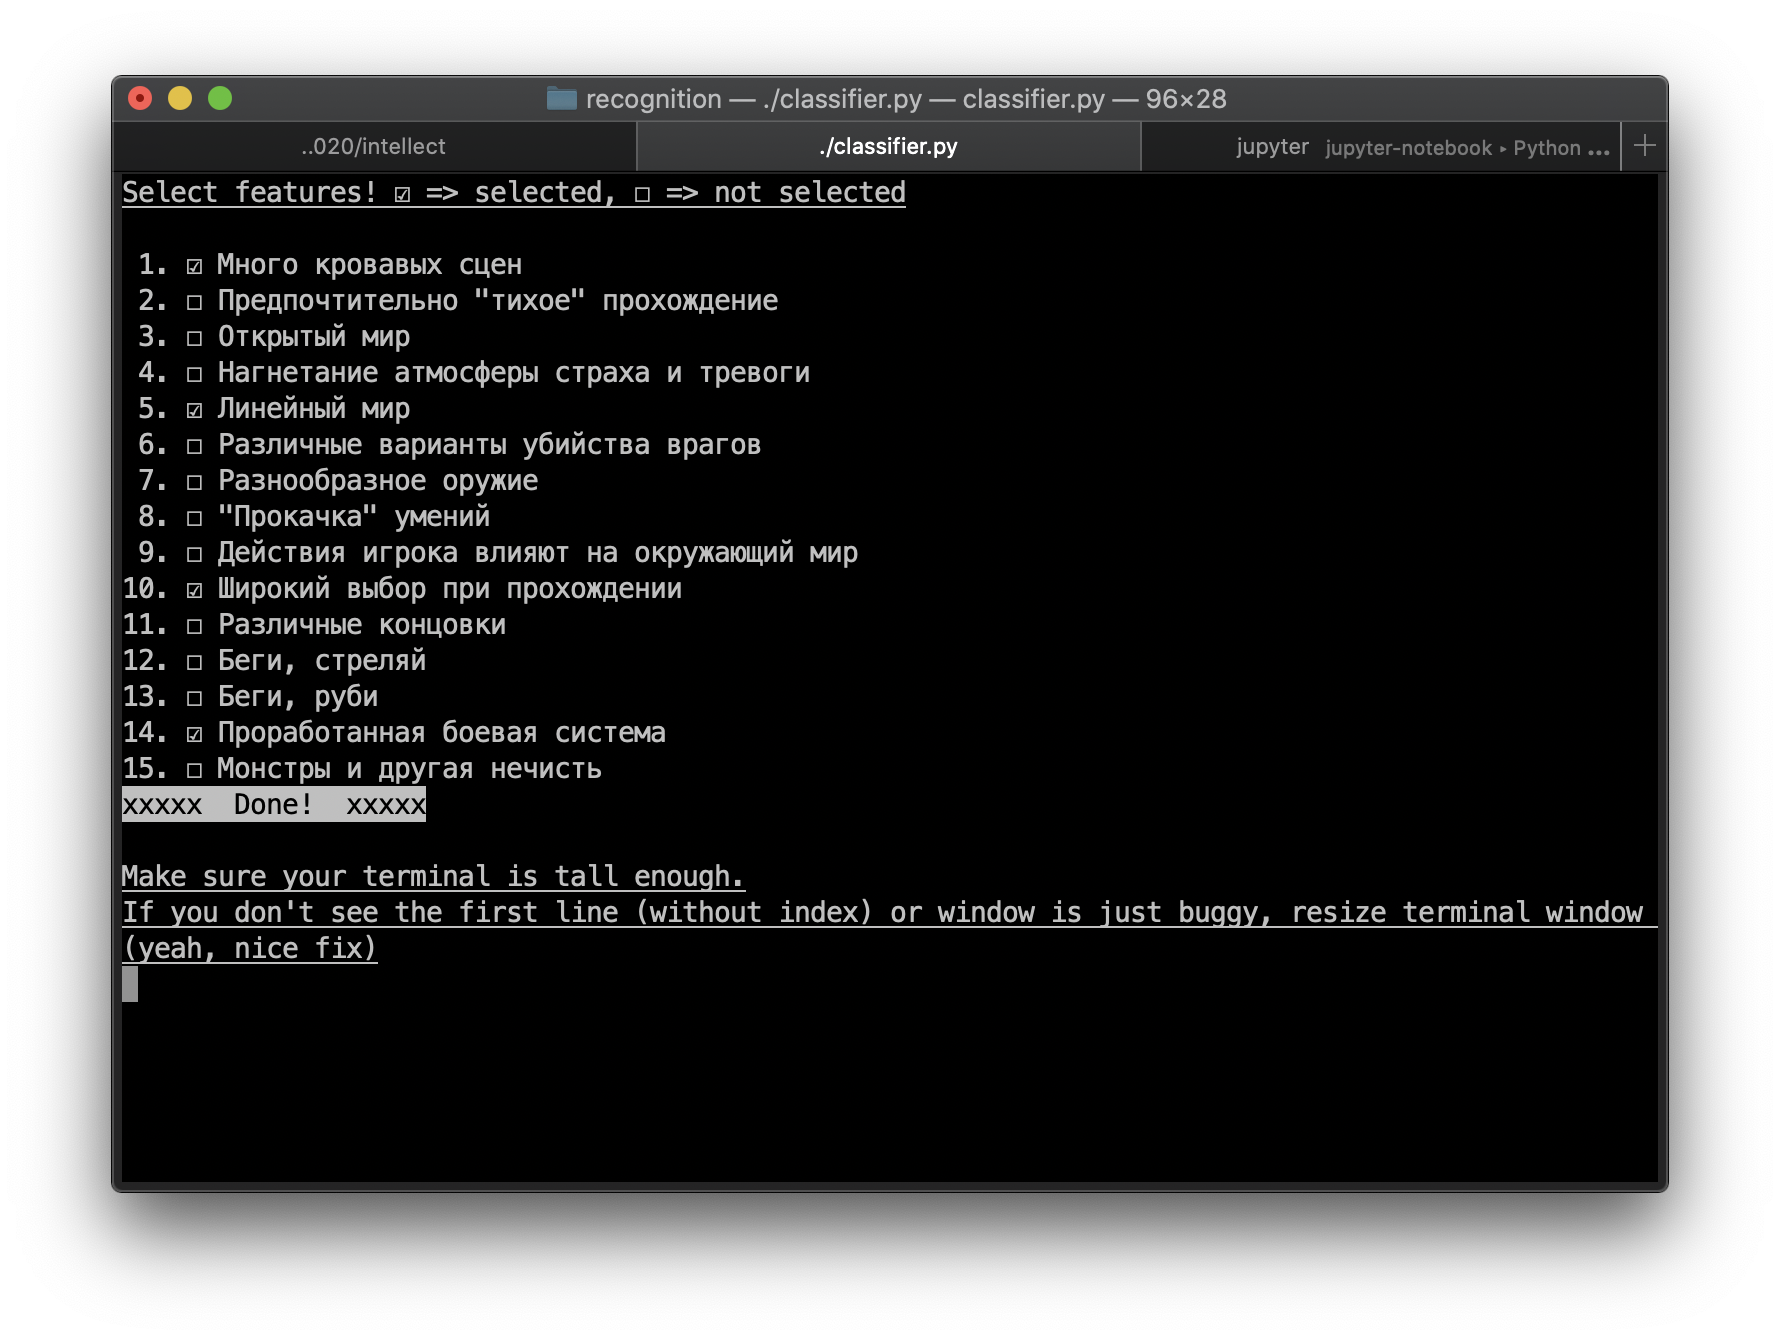 recognition — ./classifier.py — classifier.py — 96×28
..020/intellect
./classifier.py
jupyter jupyter-notebook ▸ Python ...
Select features! ☑ => selected, ☐ => not selected
1. ☑ Много кровавых сцен
2. ☐ Предпочтительно "тихое" прохождение
3. ☐ Открытый мир
4. ☐ Нагнетание атмосферы страха и тревоги
5. ☑ Линейный мир
6. ☐ Различные варианты убийства врагов
7. ☐ Разнообразное оружие
8. ☐ "Прокачка" умений
9. ☐ Действия игрока влияют на окружающий мир
10. ☑ Широкий выбор при прохождении
11. ☐ Различные концовки
12. ☐ Беги, стреляй
13. ☐ Беги, руби
14. ☑ Проработанная боевая система
15. ☐ Монстры и другая нечисть
xxxxx  Done!  xxxxx
Make sure your terminal is tall enough.
If you don't see the first line (without index) or window is just buggy, resize terminal window
(yeah, nice fix)